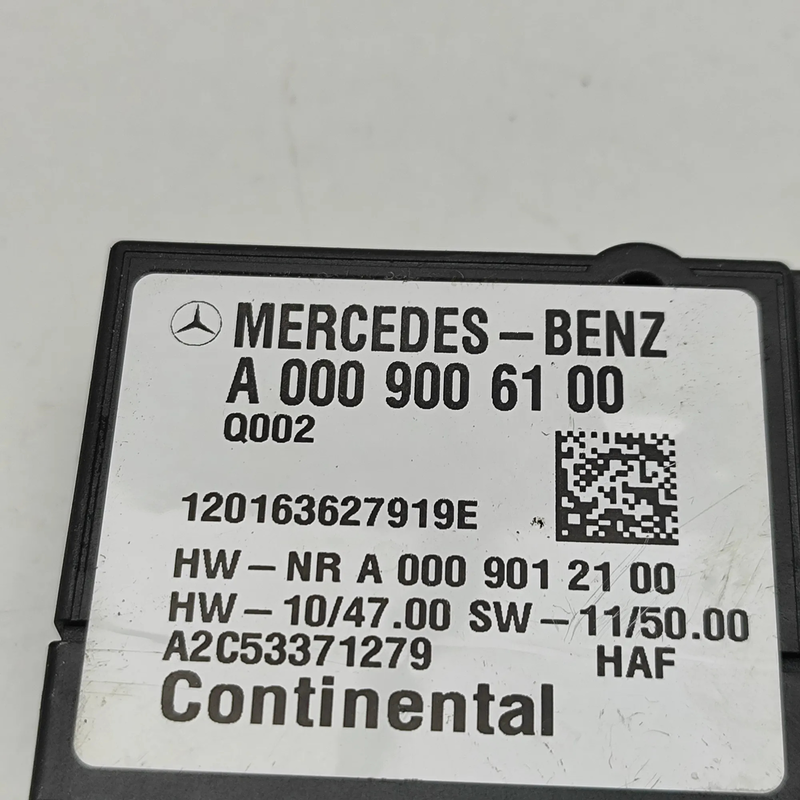 MERCEDES-BENZ
A 000 900 61 00
Q002
120163627919E
HW-NR A 000 901 21 00
HW-10/47.00 SW-11/50.00
A2C53371279 HAF
Continental